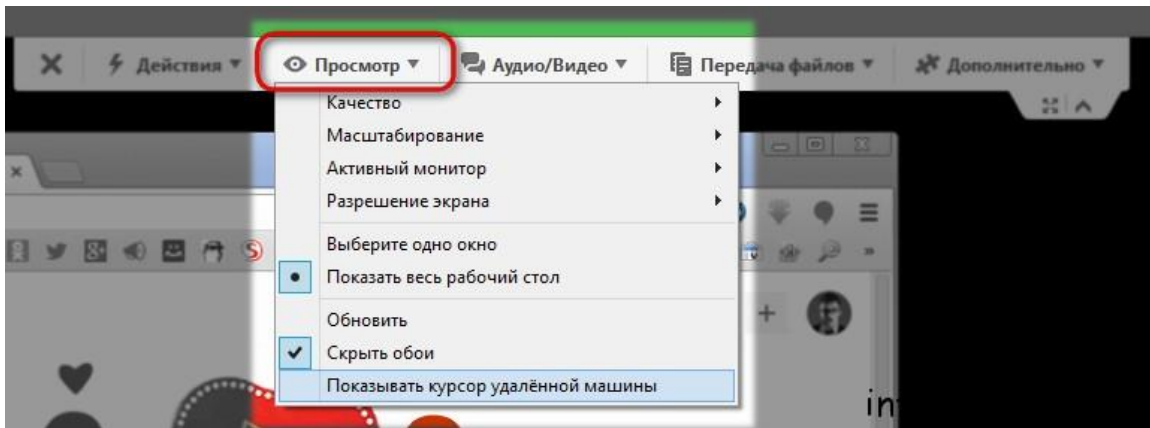 Действия Просмотр Аудио/Видео Передача файлов Дополнительно
Качество
Масштабирование
Активный монитор
Разрешение экрана
Выберите одно окно
Показать весь рабочий стол
Обновить
Скрыть обои
Показывать курсор удалённой машины
in